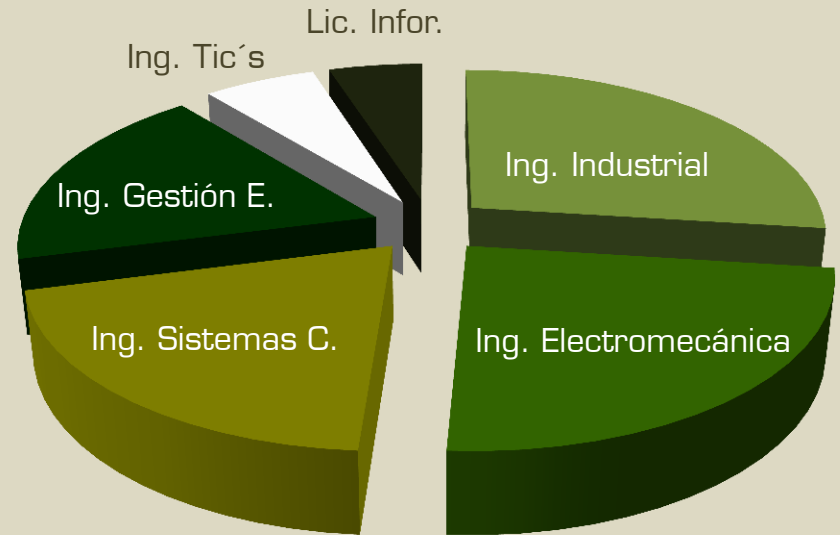 Lic. Infor.
Ing. Tic´s
Ing. Industrial
Ing. Gestión E.
Ing. Sistemas C.
Ing. Electromecánica